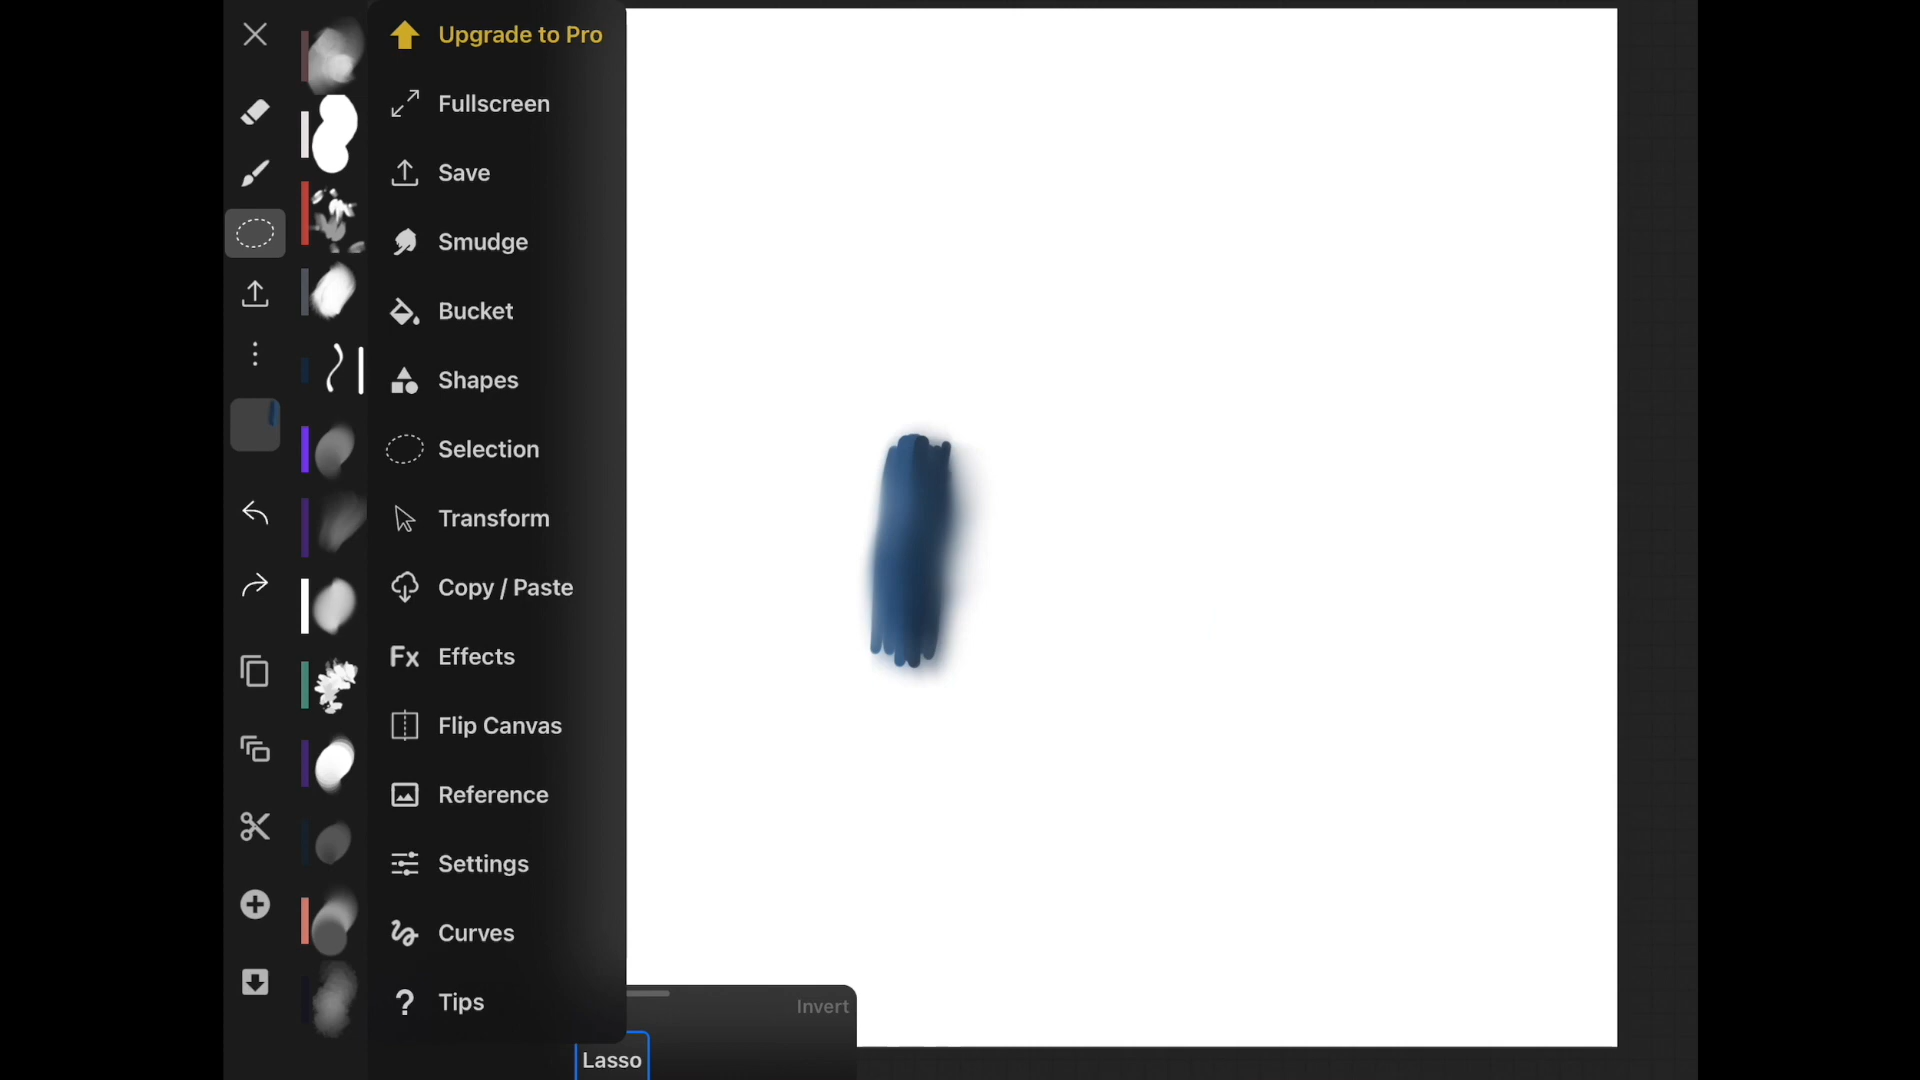 Upgrade to Pro
Fullscreen
Save
Smudge
Bucket
Shapes
Selection
Transform
Copy / Paste
Fx Effects
Flip Canvas
Reference
Settings
Curves
? Tips
Invert
Lasso